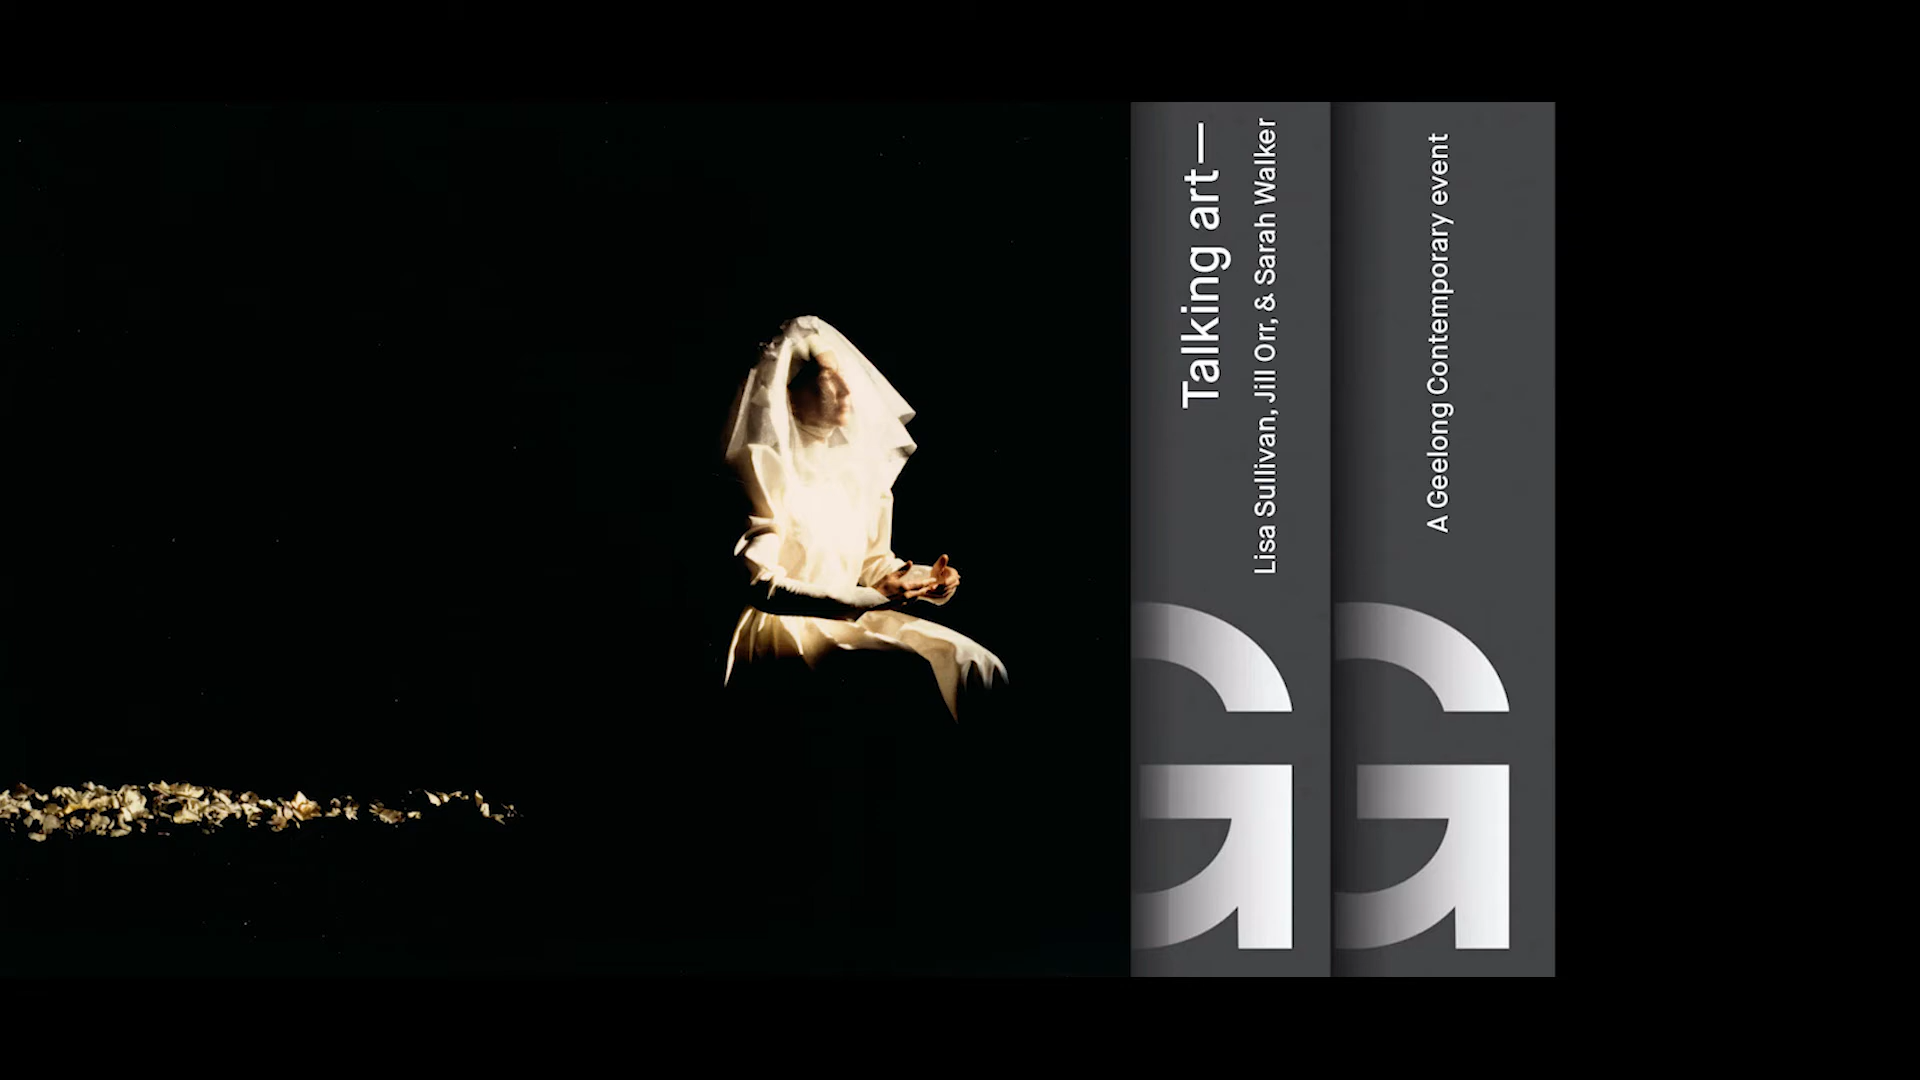 Talking art—
Lisa Sullivan, Jill Orr, & Sarah Walker
A Geelong Contemporary event
G
G